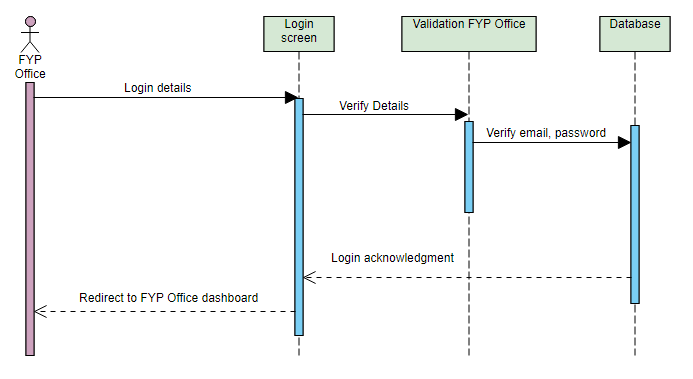 Login
screen
Validation FYP Office
Database
FYP
Office
Login details
Verify Details
Verify email, password
Login acknowledgment
Redirect to FYP Office dashboard